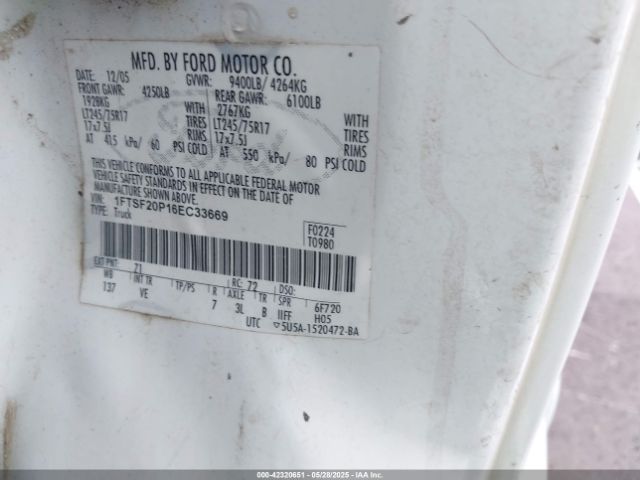 MFD. BY FORD MOTOR CO.
DATE: 12/05 GVWR: 9400LB/ 4264KG
FRONT GAWR: 4250LB REAR GAWR: 6100LB
1928KG WITH 2767KG WITH
LT245/75R17 TIRES LT245/75R17 TIRES
17x7.5J RIMS 17x7.5J RIMS
AT 415 kPa/ 60 PSI COLD AT 550 kPa/ 80 PSI COLD
THIS VEHICLE CONFORMS TO ALL APPLICABLE FEDERAL MOTOR
VEHICLE SAFETY STANDARDS IN EFFECT ON THE DATE OF
MANUFACTURE SHOWN ABOVE.
VIN: 1FTSF20P16EC33669
TYPE: Truck
F0224
T0980
EXT PNT: Z1 RC: 72 DSO:
WB INT TR TP/PS R AXLE TR SPR 6F720
137 VE 7 3L B IIFF H05
UTC 5U5A-1520472-BA
000-42320651 - 05/28/2025 - IAAI.COM